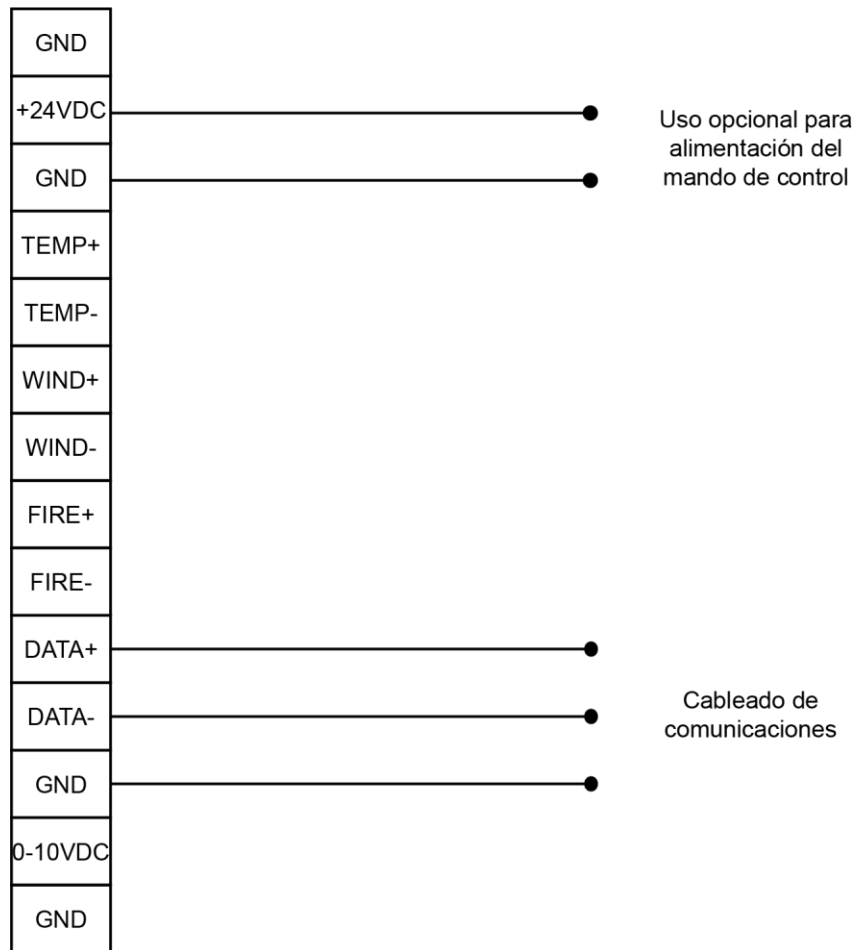 GND
+24VDC
Uso opcional para
alimentación del
mando de control
GND
TEMP+
TEMP-
WIND+
WIND-
FIRE+
FIRE-
DATA+
DATA-
Cableado de
comunicaciones
GND
0-10VDC
GND